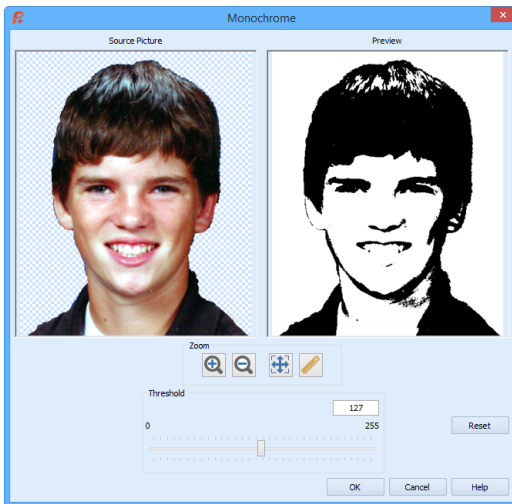 Monochrome
Source Picture
Preview
Zoom
Threshold
127
0 255
Reset
OK Cancel Help